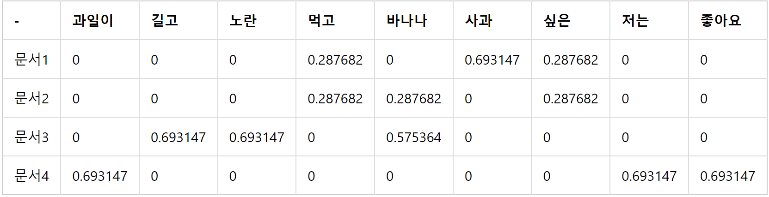 - 과일이 길고 노란 먹고 바나나 사과 싶은 저는 좋아요
문서1 0 0 0 0.287682 0 0.693147 0.287682 0 0
문서2 0 0 0 0.287682 0.287682 0 0.287682 0 0
문서3 0 0.693147 0.693147 0 0.575364 0 0 0 0
문서4 0.693147 0 0 0 0 0 0 0.693147 0.693147